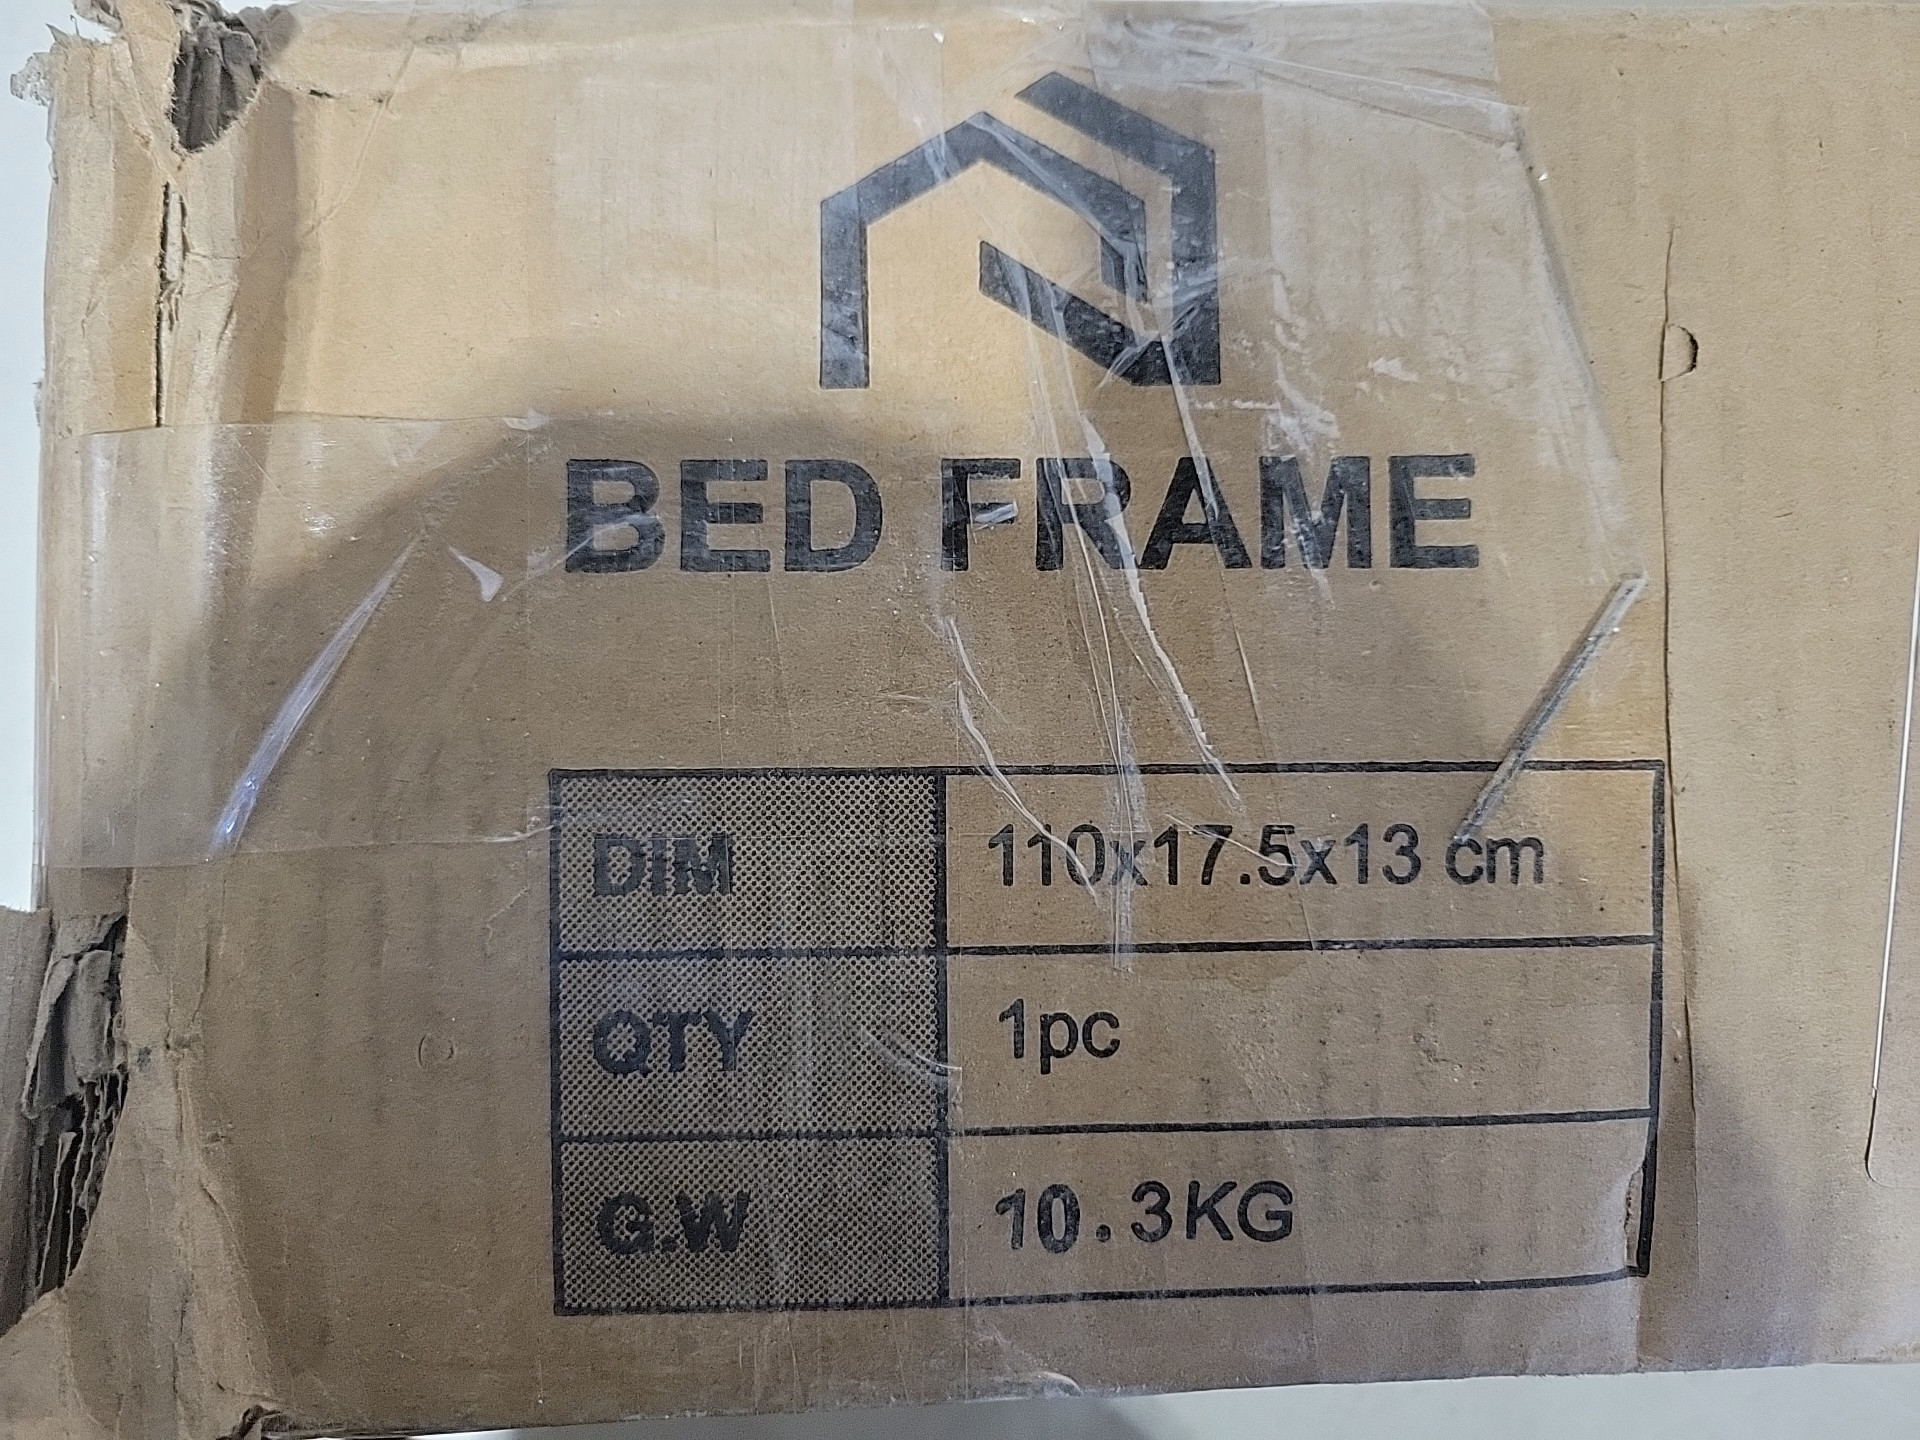 BED FRAME
DIM 110x17.5x13 cm
QTY 1pc
G.W 10.3KG